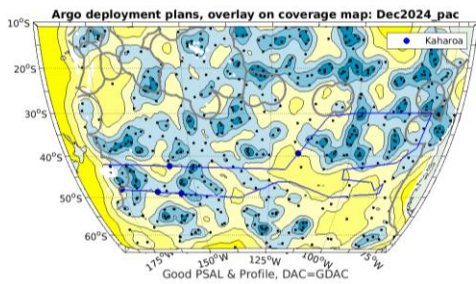 Argo deployment plans, overlay on coverage map: Dec2024_pac
Kaharoa
10°S
20°S
30°S
40°S
50°S
60°S
175°W
150°W
125°W
100°W
75°W
Good PSAL & Profile, DAC=GDAC